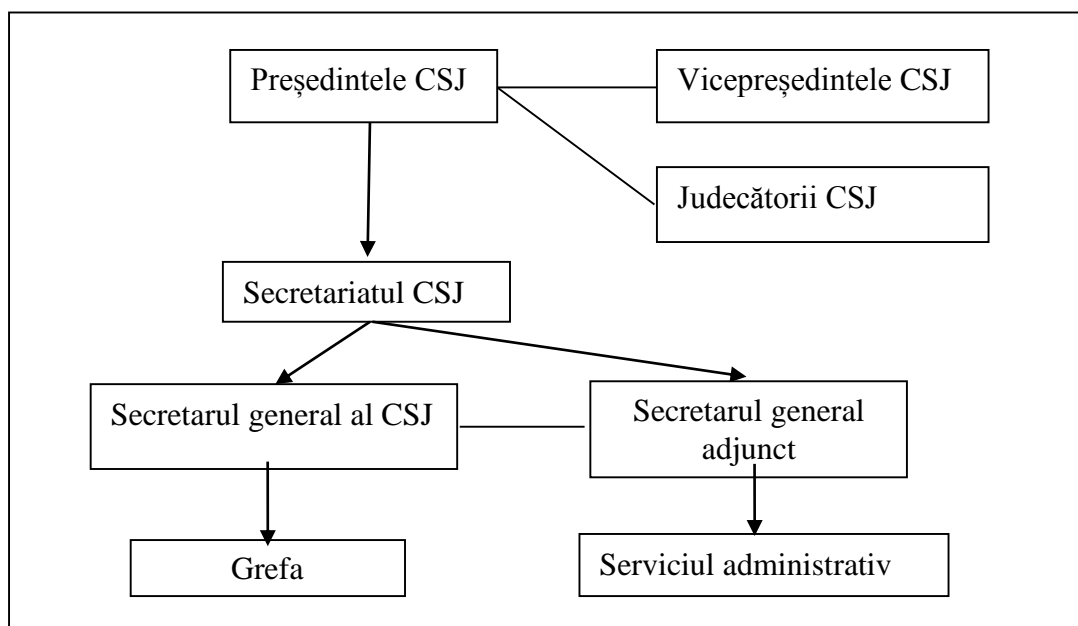 Președintele CSJ
Vicepreședintele CSJ
Judecătorii CSJ
Secretariatul CSJ
Secretarul general al CSJ
Secretarul general
adjunct
Grefa
Serviciul administrativ